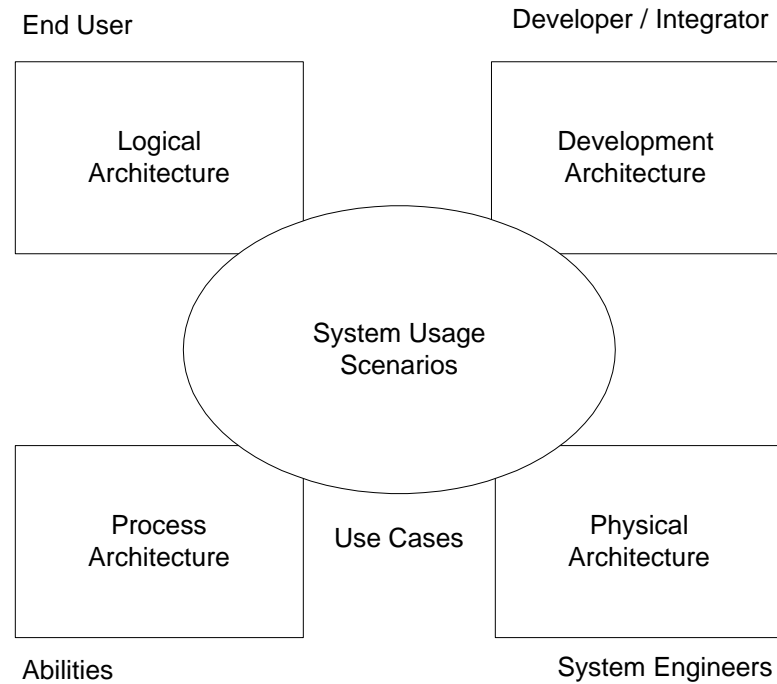 End User
Developer / Integrator
Logical
Architecture
Development
Architecture
System Usage
Scenarios
Process
Architecture
Use Cases
Physical
Architecture
Abilities
System Engineers